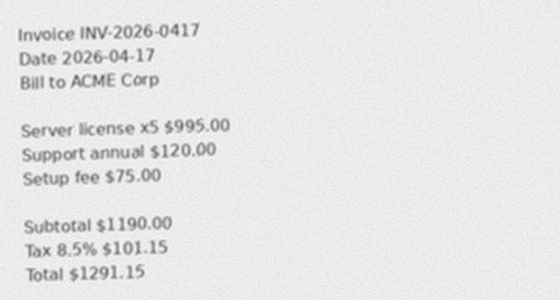 Invoice INV-2026-0417
Date 2026-04-17
Bill to ACME Corp
Server license x5 $995.00
Support annual $120.00
Setup fee $75.00
Subtotal $1190.00
Tax 8.5% $101.15
Total $1291.15